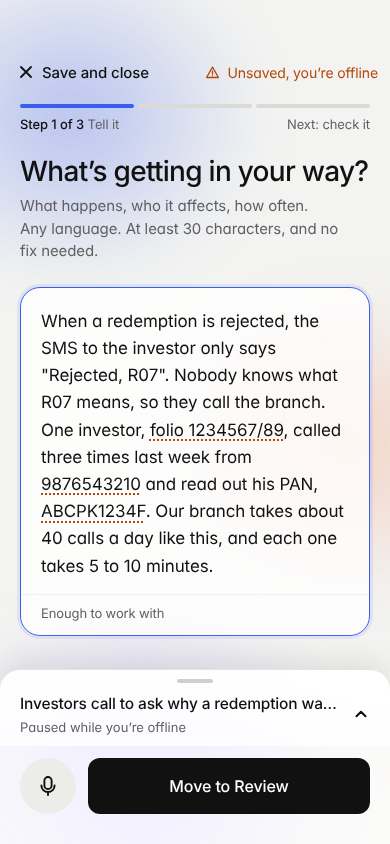 Save and close
Unsaved, you're offline
Step 1 of 3 Tell it
Next: check it
What's getting in your way?
What happens, who it affects, how often.
Any language. At least 30 characters, and no
fix needed.
When a redemption is rejected, the
SMS to the investor only says
"Rejected, R07". Nobody knows what
R07 means, so they call the branch.
One investor, folio 1234567/89, called
three times last week from
9876543210 and read out his PAN,
ABCPK1234F. Our branch takes about
40 calls a day like this, and each one
takes 5 to 10 minutes.
Enough to work with
Investors call to ask why a redemption wa...
Paused while you're offline
Move to Review